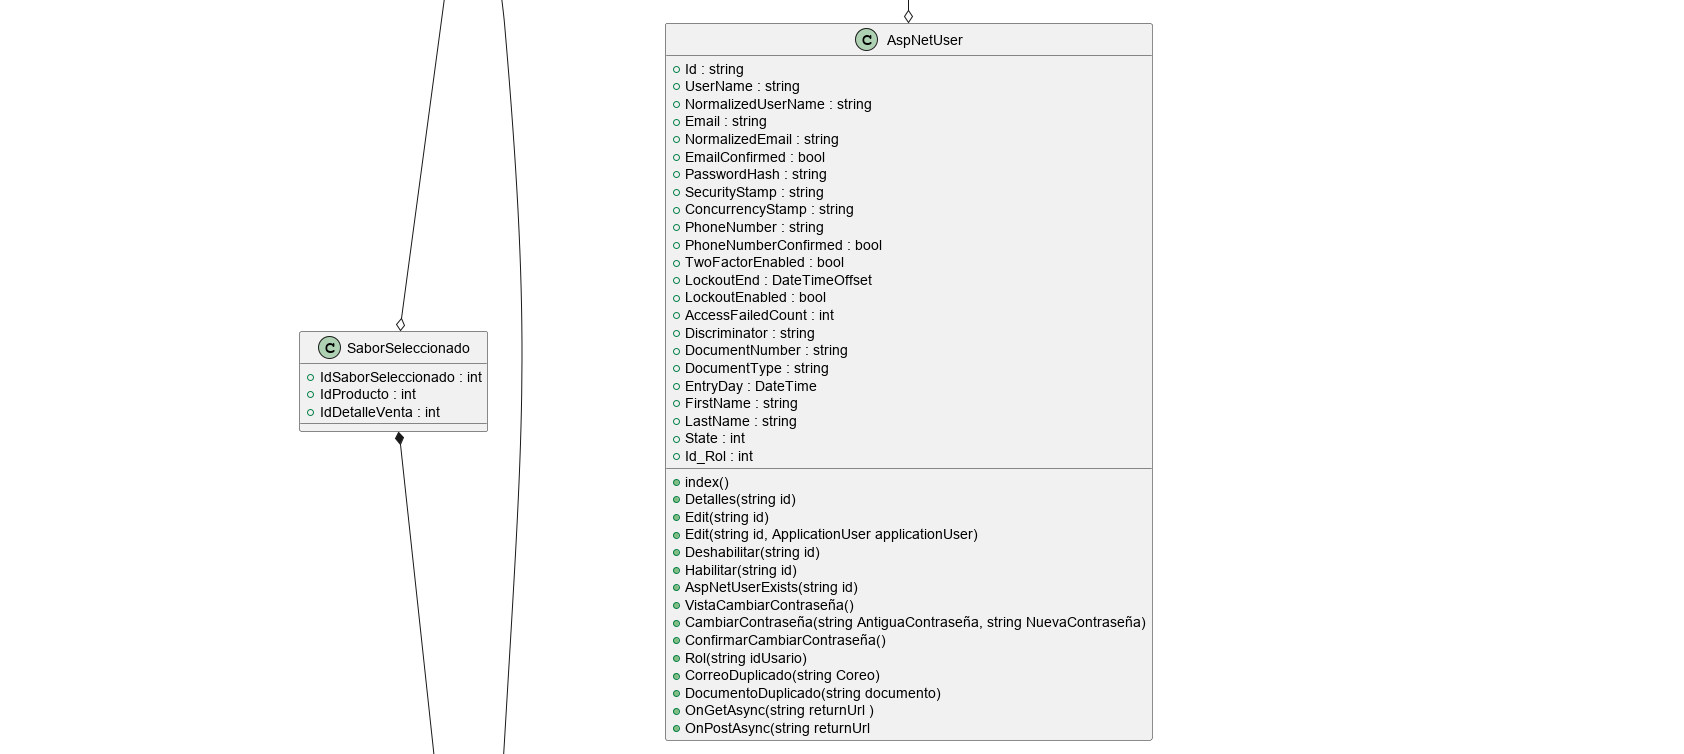 C AspNetUser
Id : string
UserName : string
NormalizedUserName : string
Email : string
NormalizedEmail : string
EmailConfirmed : bool
PasswordHash : string
SecurityStamp : string
ConcurrencyStamp : string
PhoneNumber : string
PhoneNumberConfirmed : bool
TwoFactorEnabled : bool
LockoutEnd : DateTimeOffset
LockoutEnabled : bool
AccessFailedCount : int
Discriminator : string
DocumentNumber : string
DocumentType : string
EntryDay : DateTime
FirstName : string
LastName : string
State : int
Id_Rol : int
index()
Detalles(string id)
Edit(string id)
Edit(string id, ApplicationUser applicationUser)
Deshabilitar(string id)
Habilitar(string id)
AspNetUserExists(string id)
VistaCambiarContraseña()
CambiarContraseña(string AntiguaContraseña, string NuevaContraseña)
ConfirmarCambiarContraseña()
Rol(string idUsario)
CorreoDuplicado(string Coreo)
DocumentoDuplicado(string documento)
OnGetAsync(string returnUrl )
OnPostAsync(string returnUrl
C SaborSeleccionado
IdSaborSeleccionado : int
IdProducto : int
IdDetalleVenta : int